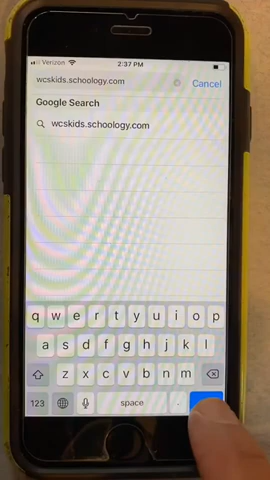 Verizon 2:37 PM
wcskids.schoology.com Cancel
Google Search
wcskids.schoology.com
q w e r t y u i o p
a s d f g h j k l
z x c v b n m
123 space .